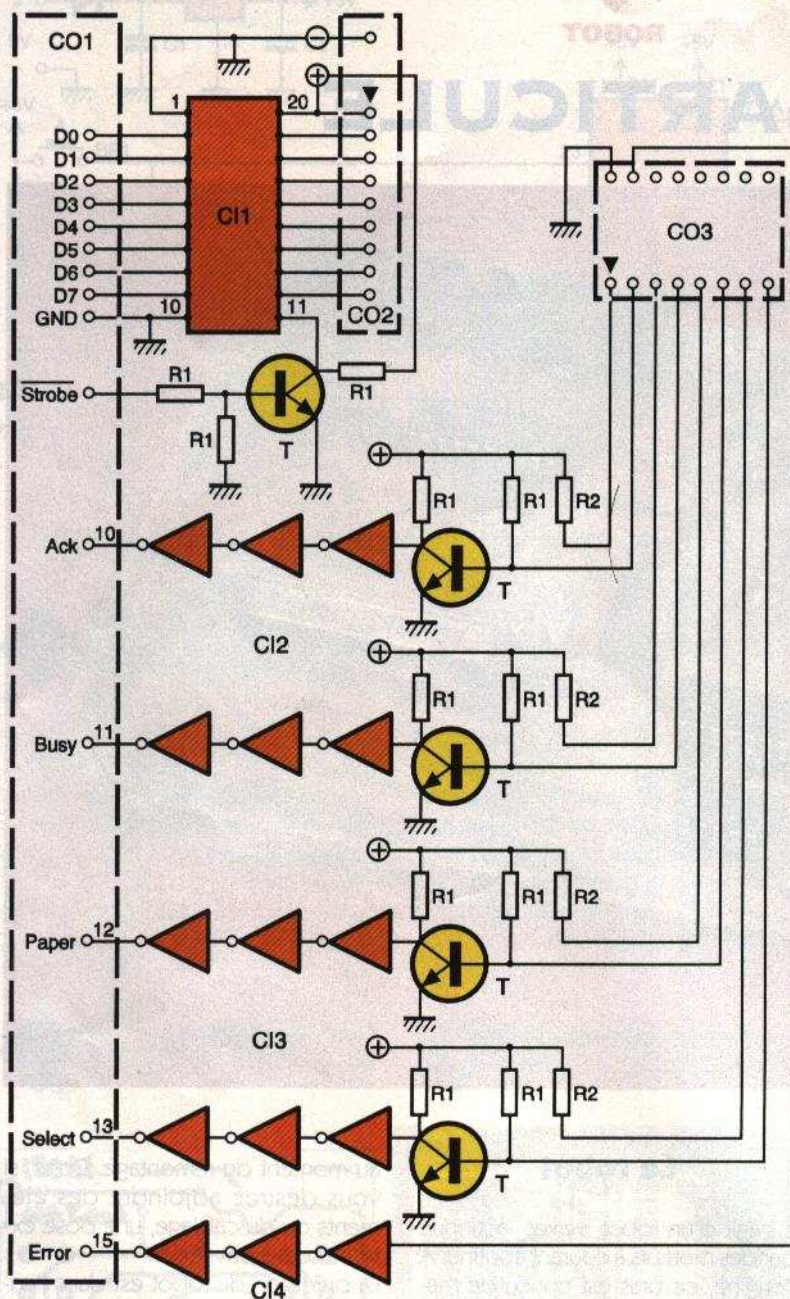 ROBOT
ARTICULE
CO1
−
+
1
20
D0
D1
D2
D3
D4
D5
D6
D7
GND
CI1
10
11
CO2
CO3
Strobe
R1
R1
R1
T
+
R1
R1
R2
Ack
10
T
CI2
+
R1
R1
R2
Busy
11
T
+
R1
R1
R2
Paper
12
T
CI3
+
R1
R1
R2
Select
13
T
Error
15
CI4